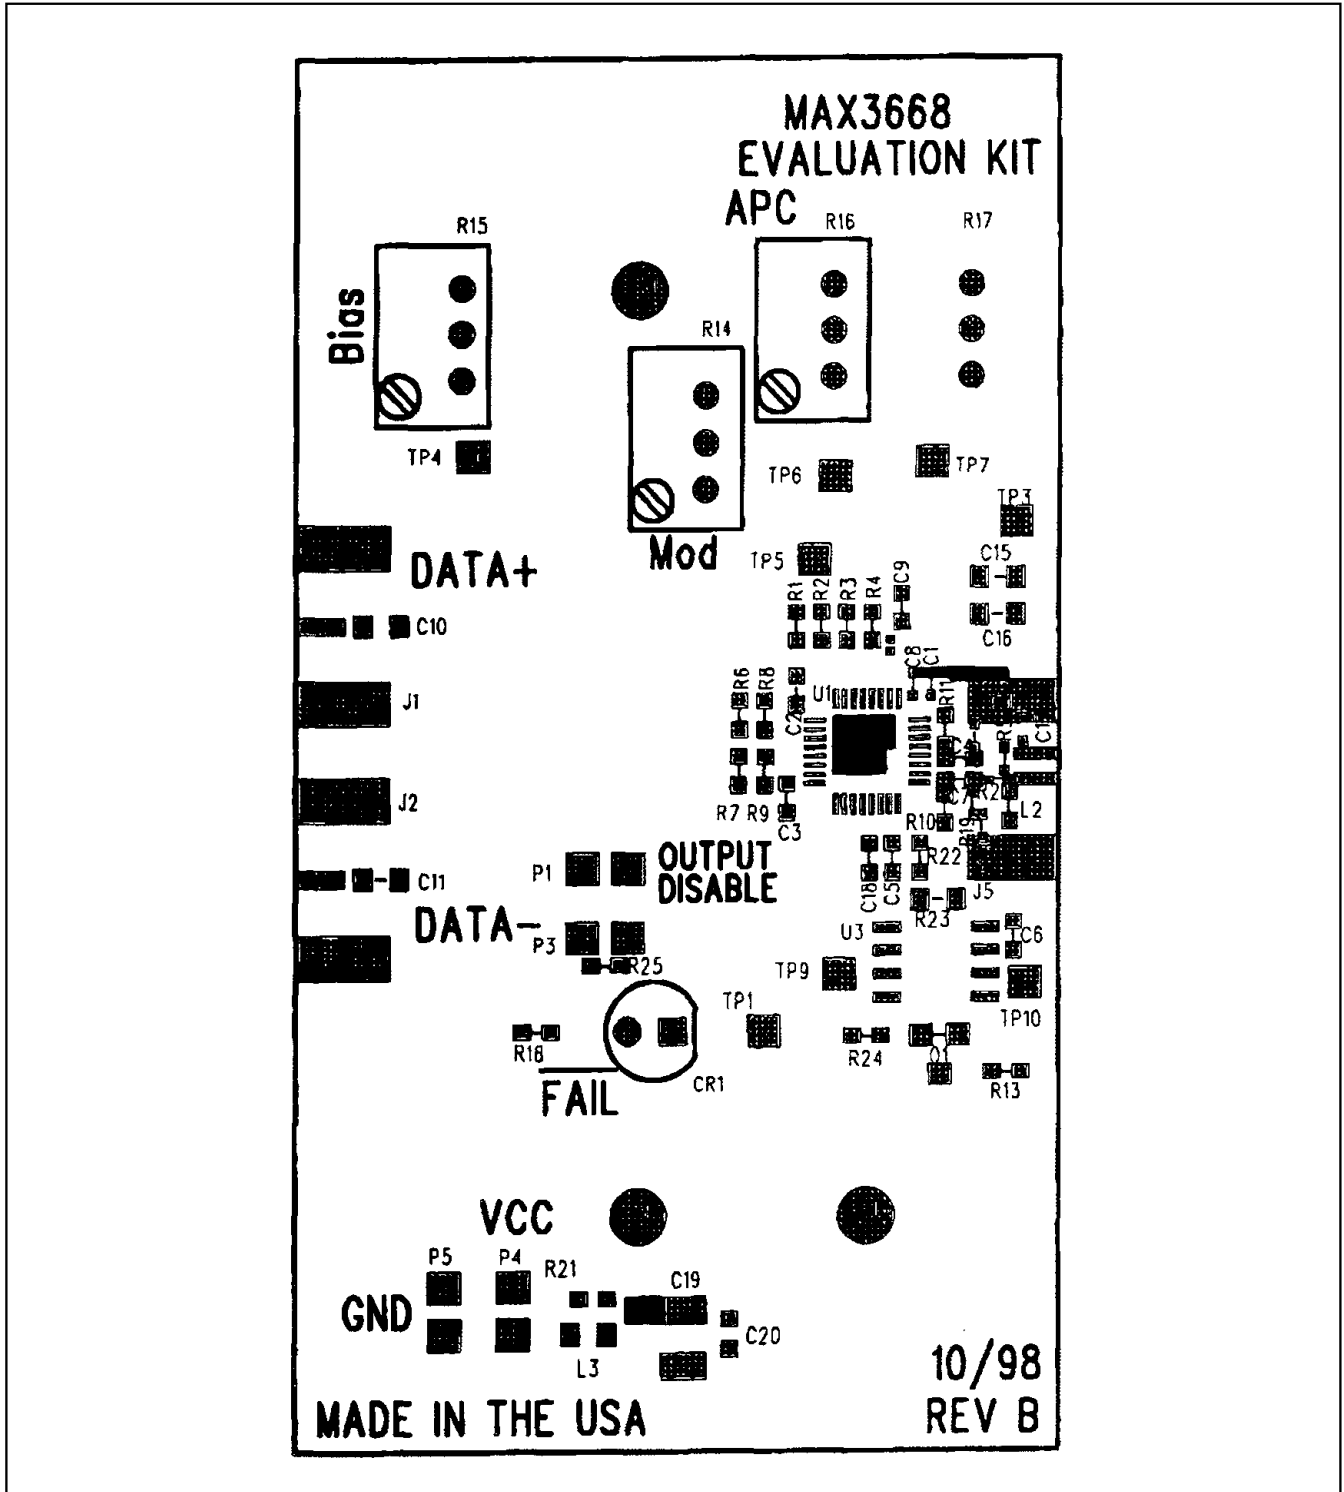 MAX3668
EVALUATION KIT
APC
R15
R16
R17
Bias
R14
TP4
TP6
TP7
TP3
Mod
TP5
DATA+
C15
C9
R1
R2
R3
R4
C10
C16
C8
C1
R6
R8
U1
R11
J1
C2
J2
R7
R9
C3
R10
L2
R19
OUTPUT
DISABLE
P1
R22
C11
C18
C5
J5
R23
DATA-
P3
U3
C6
R25
TP9
TP1
TP10
R18
R24
Q1
R13
CR1
FAIL
VCC
P5
P4
R21
C19
GND
C20
L3
10/98
MADE IN THE USA
REV B